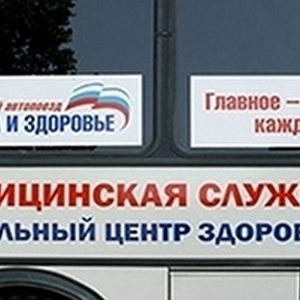 й автопоезд
А И ЗДОРОВЬЕ
Главное –
кажд
ИЦИНСКАЯ СЛУЖ
ЛЬНЫЙ ЦЕНТР ЗДОРОВ